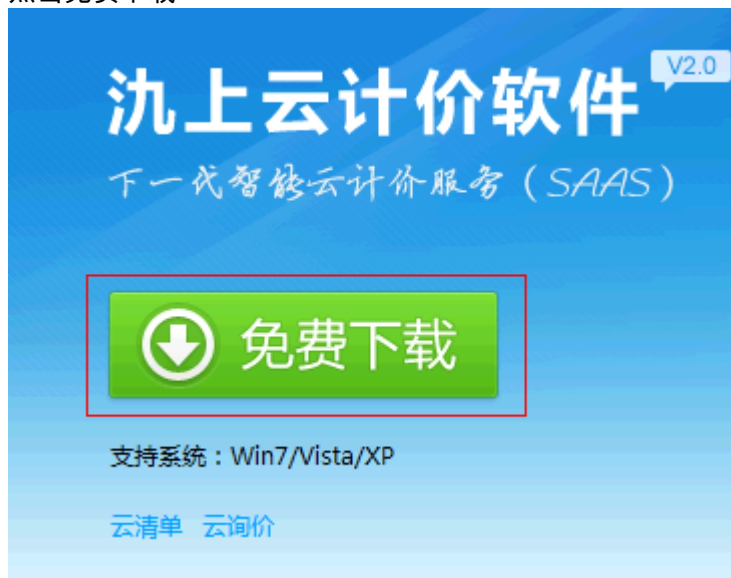 氿上云计价软件 V2.0
下一代智能云计价服务（SAAS）
免费下载
支持系统：Win7/Vista/XP
云清单 云询价